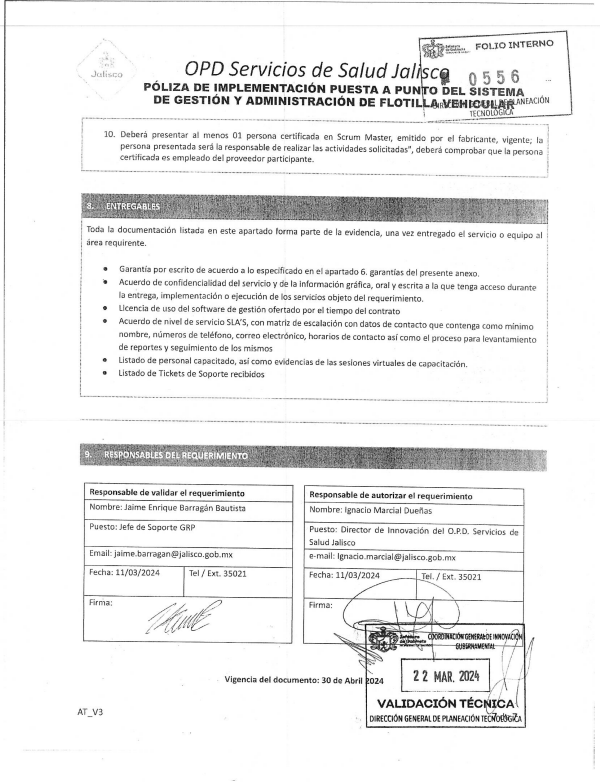 Jalisco
FOLIO INTERNO
0556
OPD Servicios de Salud Jalisco
PÓLIZA DE IMPLEMENTACIÓN PUESTA A PUNTO DEL SISTEMA
DE GESTIÓN Y ADMINISTRACIÓN DE FLOTILLA VEHICULAR
PLANEACIÓN
TECNOLÓGICA
10. Deberá presentar al menos 01 persona certificada en Scrum Master, emitido por el fabricante, vigente; la
persona presentada será la responsable de realizar las actividades solicitadas", deberá comprobar que la persona
certificada es empleado del proveedor participante.
8. ENTREGABLES
Toda la documentación listada en este apartado forma parte de la evidencia, una vez entregado el servicio o equipo al
área requirente.
• Garantía por escrito de acuerdo a lo especificado en el apartado 6. garantías del presente anexo.
• Acuerdo de confidencialidad del servicio y de la información gráfica, oral y escrita a la que tenga acceso durante
la entrega, implementación o ejecución de los servicios objeto del requerimiento.
• Licencia de uso del software de gestión ofertado por el tiempo del contrato
• Acuerdo de nivel de servicio SLA'S, con matriz de escalación con datos de contacto que contenga como mínimo
nombre, números de teléfono, correo electrónico, horarios de contacto así como el proceso para levantamiento
de reportes y seguimiento de los mismos
• Listado de personal capacitado, así como evidencias de las sesiones virtuales de capacitación.
• Listado de Tickets de Soporte recibidos
9. RESPONSABLES DEL REQUERIMIENTO
Responsable de validar el requerimiento
Nombre: Jaime Enrique Barragán Bautista
Puesto: Jefe de Soporte GRP
Email: jaime.barragan@jalisco.gob.mx
Fecha: 11/03/2024 Tel / Ext. 35021
Firma:
Responsable de autorizar el requerimiento
Nombre: Ignacio Marcial Dueñas
Puesto: Director de Innovación del O.P.D. Servicios de
Salud Jalisco
e-mail: Ignacio.marcial@jalisco.gob.mx
Fecha: 11/03/2024 Tel. / Ext. 35021
Firma:
COORDINACIÓN GENERAL DE INNOVACIÓN
GUBERNAMENTAL
22 MAR. 2024
VALIDACIÓN TÉCNICA
DIRECCIÓN GENERAL DE PLANEACIÓN TECNOLÓGICA
Vigencia del documento: 30 de Abril 2024
AT_V3